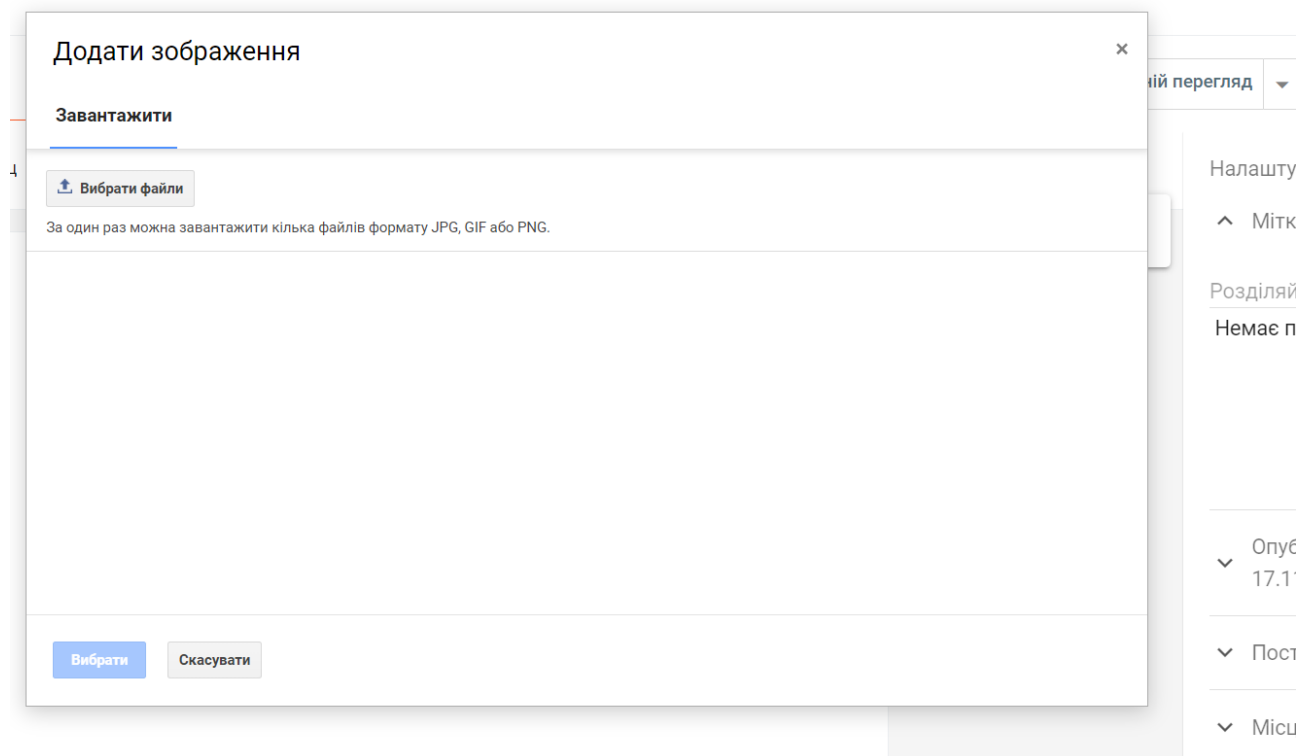 Додати зображення
×
Завантажити
Вибрати файли
За один раз можна завантажити кілька файлів формату JPG, GIF або PNG.
Вибрати
Скасувати
ній перегляд
ц
Налашту
Мітк
Розділяй
Немає п
Опуб
17.1
Пост
Місц